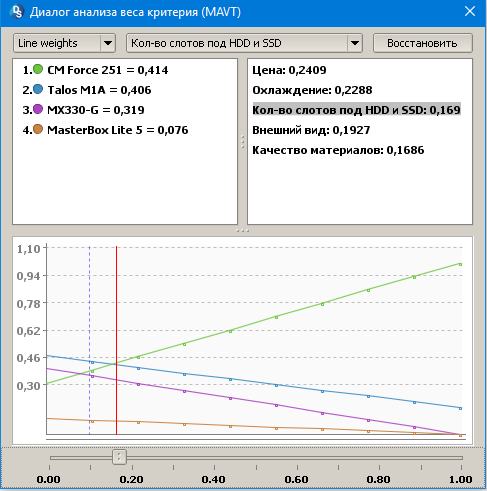 Диалог анализа веса критерия (MAVT)
Line weights
Кол-во слотов под HDD и SSD
Восстановить
1. CM Force 251 = 0,414
2. Talos M1A = 0,406
3. MX330-G = 0,319
4. MasterBox Lite 5 = 0,076
Цена: 0,2409
Охлаждение: 0,2288
Кол-во слотов под HDD и SSD: 0,169
Внешний вид: 0,1927
Качество материалов: 0,1686
1,10
0,94
0,78
0,62
0,46
0,30
0.00 0.20 0.40 0.60 0.80 1.00